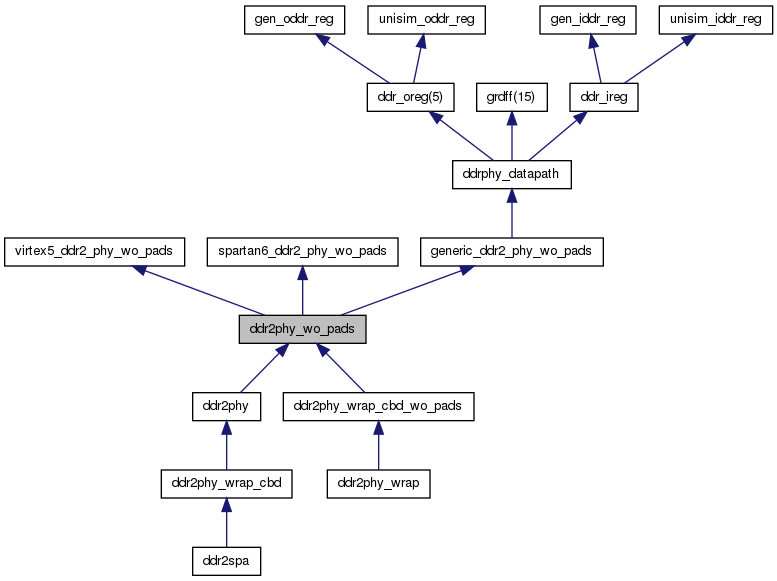 gen_oddr_reg
unisim_oddr_reg
gen_iddr_reg
unisim_iddr_reg
ddr_oreg(5)
grdff(15)
ddr_ireg
ddrphy_datapath
virtex5_ddr2_phy_wo_pads
spartan6_ddr2_phy_wo_pads
generic_ddr2_phy_wo_pads
ddr2phy_wo_pads
ddr2phy
ddr2phy_wrap_cbd_wo_pads
ddr2phy_wrap_cbd
ddr2phy_wrap
ddr2spa